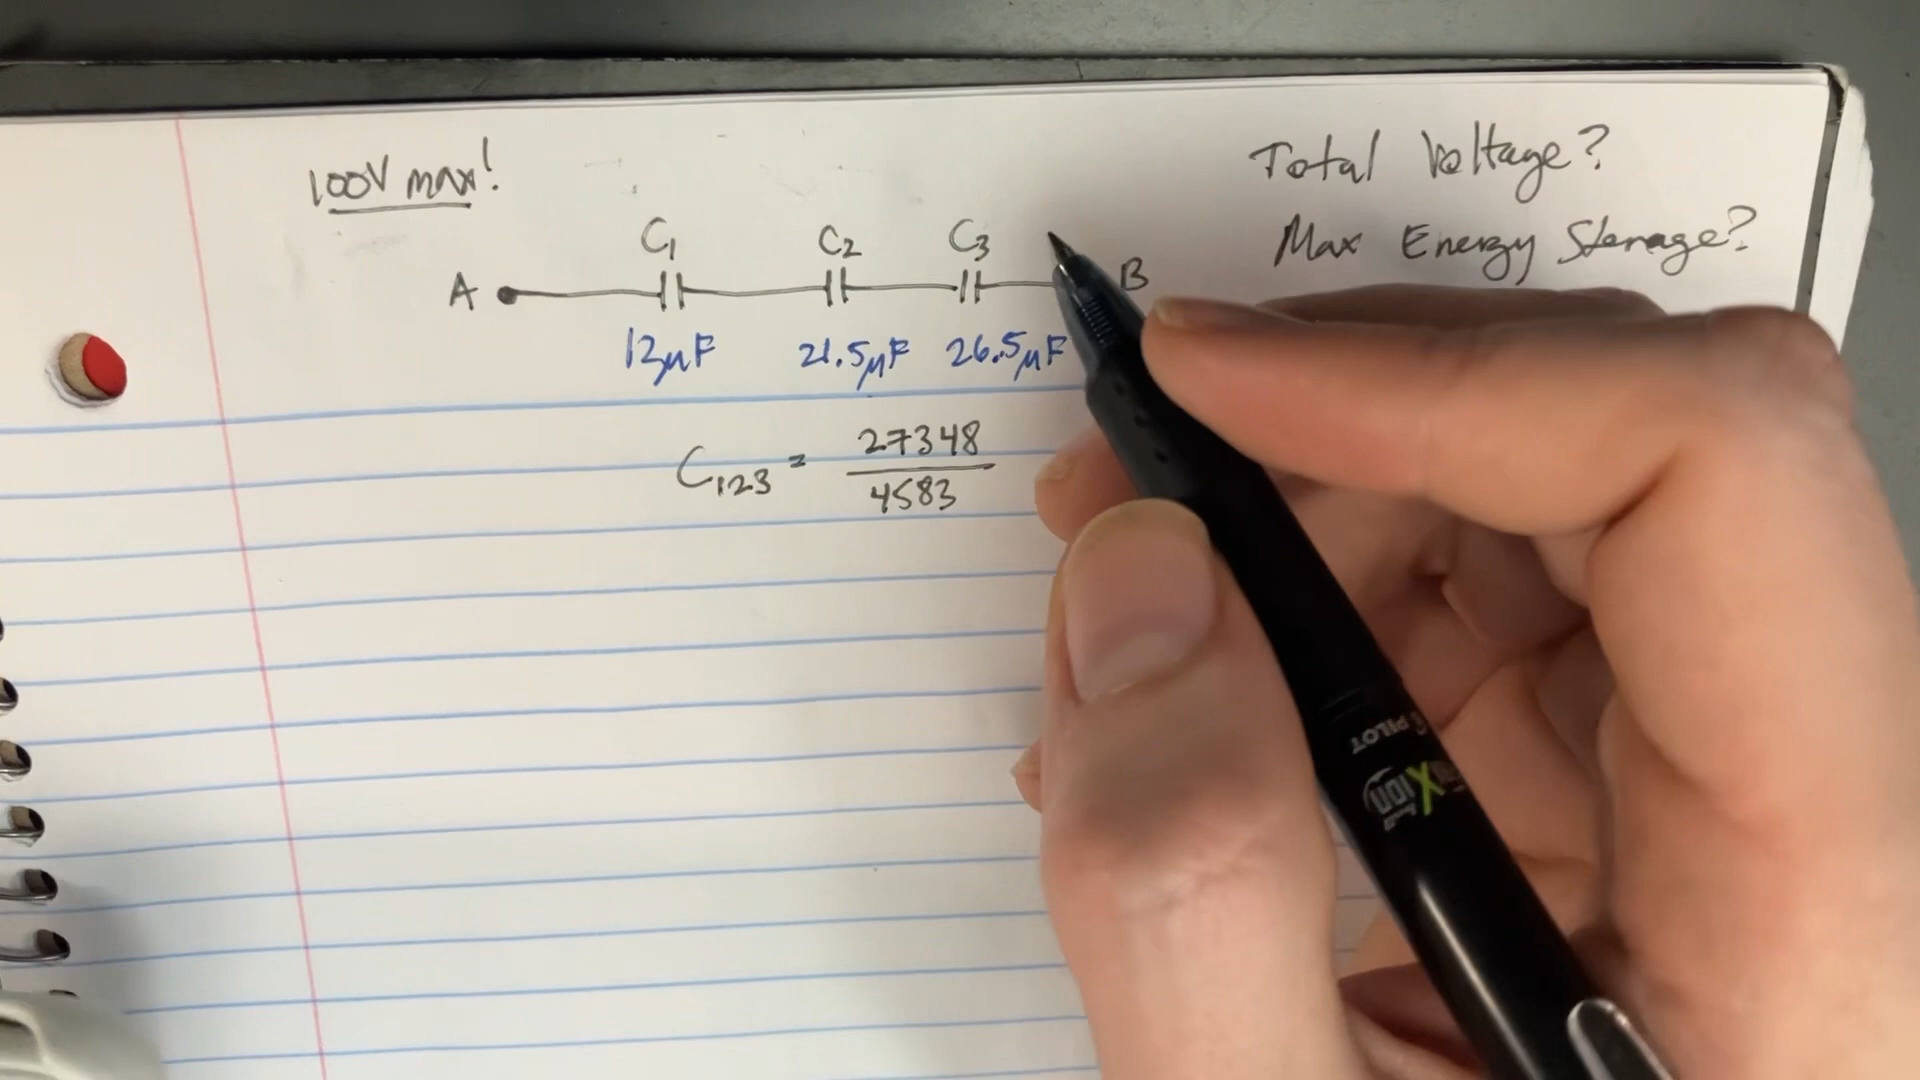 100V max!
Total Voltage?
Max Energy Storage?
C1 C2 C3
A B
12μF 21.5μF 26.5μF
C123 = 27348
4583
PILOT